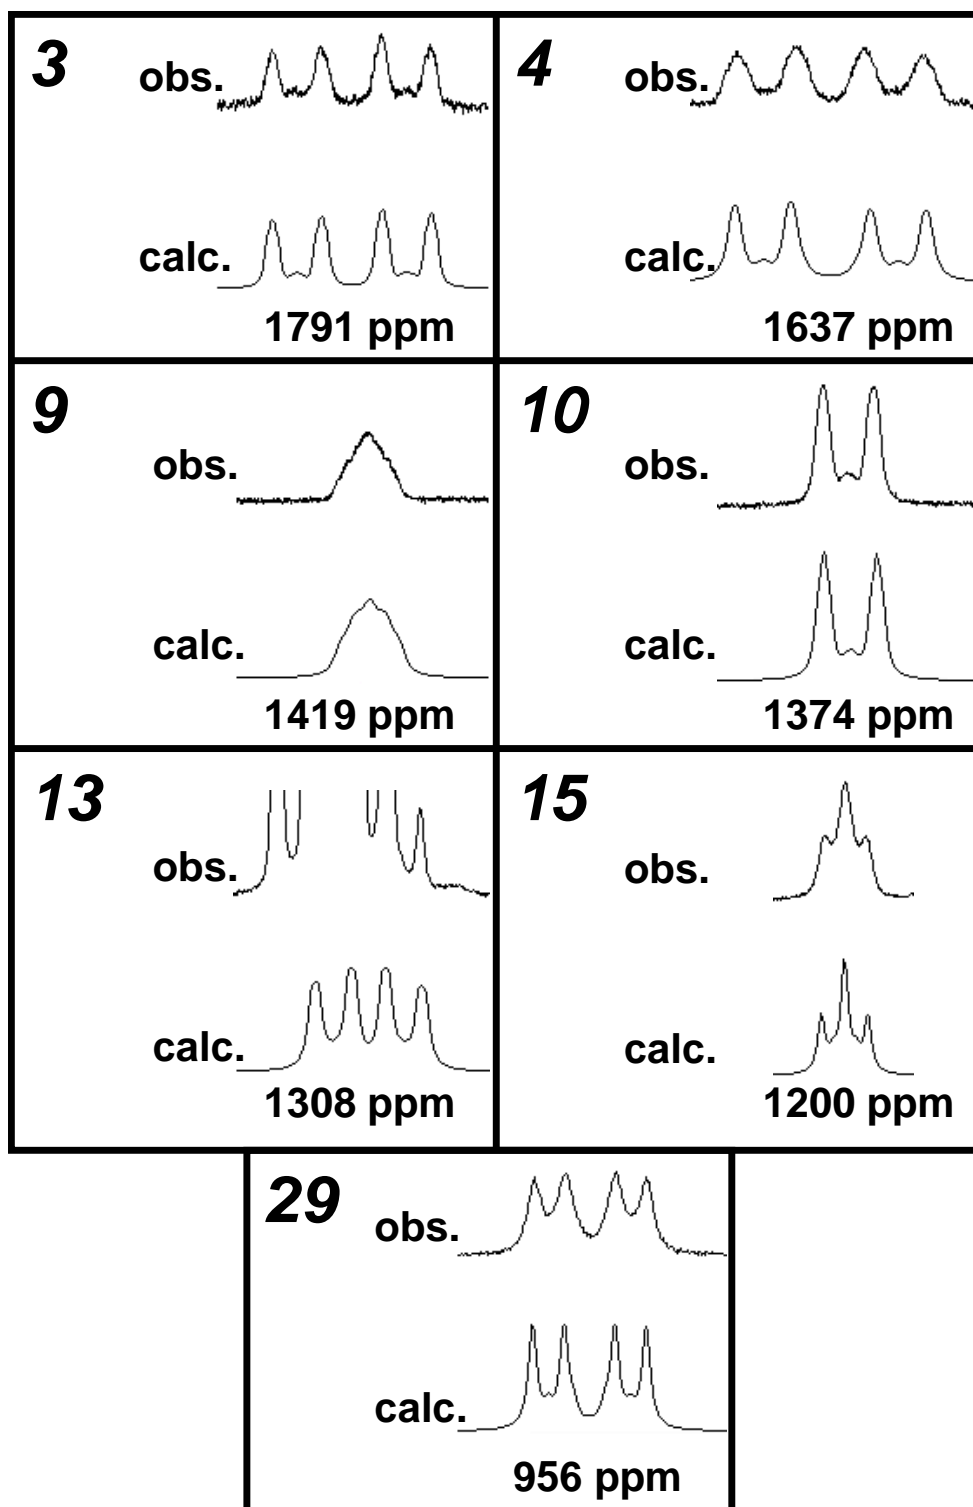 3
obs.
calc.
1791 ppm
4
obs.
calc.
1637 ppm
9
obs.
calc.
1419 ppm
10
obs.
calc.
1374 ppm
13
obs.
calc.
1308 ppm
15
obs.
calc.
1200 ppm
29
obs.
calc.
956 ppm